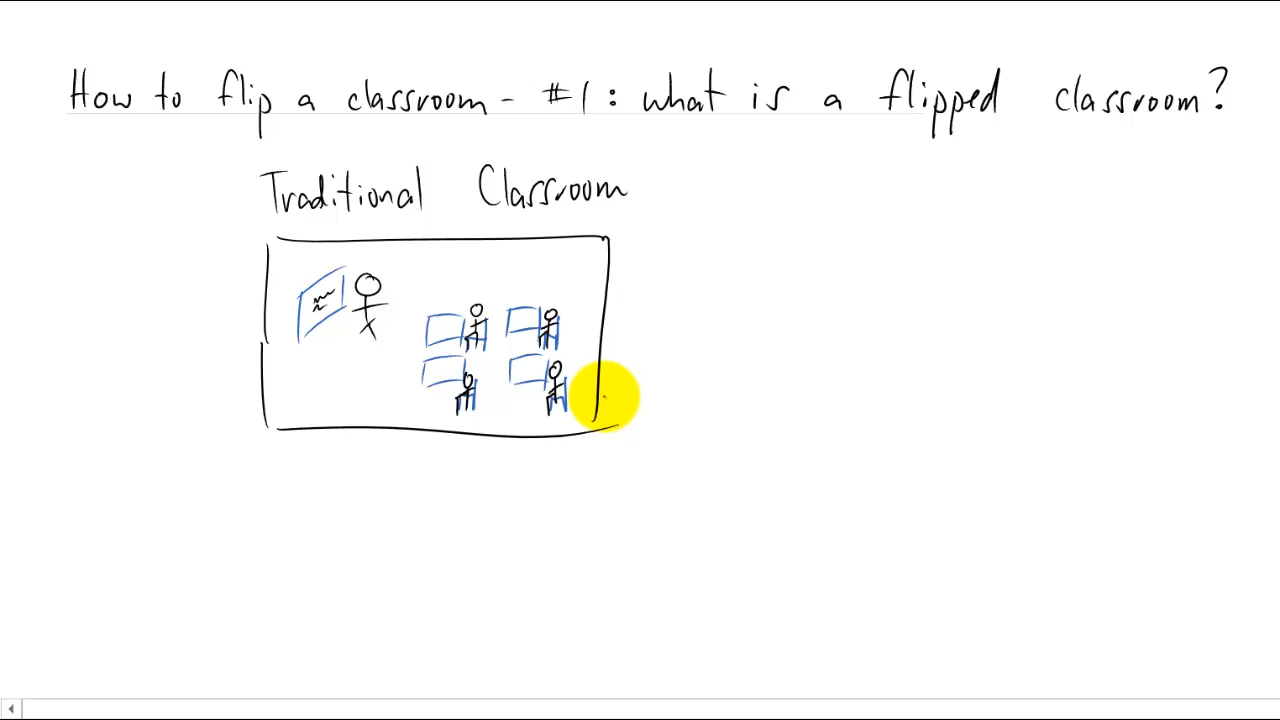 How to flip a classroom - #1: what is a flipped classroom?
Traditional Classroom